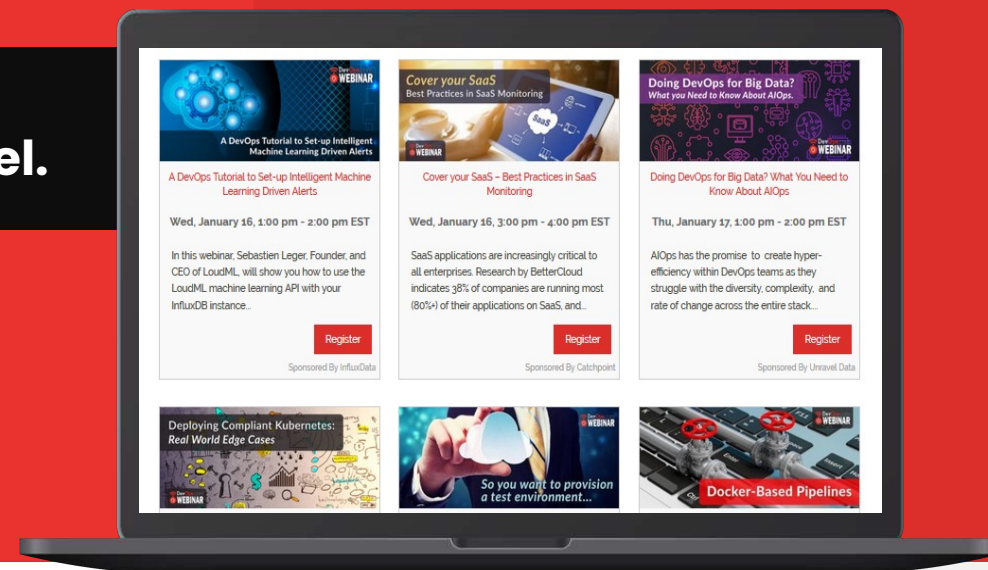 el.
WEBINAR
A DevOps Tutorial to Set-up Intelligent
Machine Learning Driven Alerts
A DevOps Tutorial to Set-up Intelligent Machine
Learning Driven Alerts
Wed, January 16, 1:00 pm - 2:00 pm EST
In this webinar, Sebastien Leger, Founder, and
CEO of LoudML, will show you how to use the
LoudML machine learning API with your
InfluxDB instance...
Register
Sponsored By InfluxData
Cover your SaaS
Best Practices in SaaS Monitoring
SaaS
WEBINAR
Cover your SaaS – Best Practices in SaaS
Monitoring
Wed, January 16, 3:00 pm - 4:00 pm EST
SaaS applications are increasingly critical to
all enterprises. Research by BetterCloud
indicates 38% of companies are running most
(80%+) of their applications on SaaS, and...
Register
Sponsored By Catchpoint
Doing DevOps for Big Data?
What you Need to Know About AIOps.
WEBINAR
Doing DevOps for Big Data? What You Need to
Know About AIOps
Thu, January 17, 1:00 pm - 2:00 pm EST
AIOps has the promise to create hyper-
efficiency within DevOps teams as they
struggle with the diversity, complexity, and
rate of change across the entire stack....
Register
Sponsored By Unravel Data
Deploying Compliant Kubernetes:
Real World Edge Cases
WEBINAR
WEBINAR
So you want to provision
a test environment...
WEBINAR
Docker-Based Pipelines